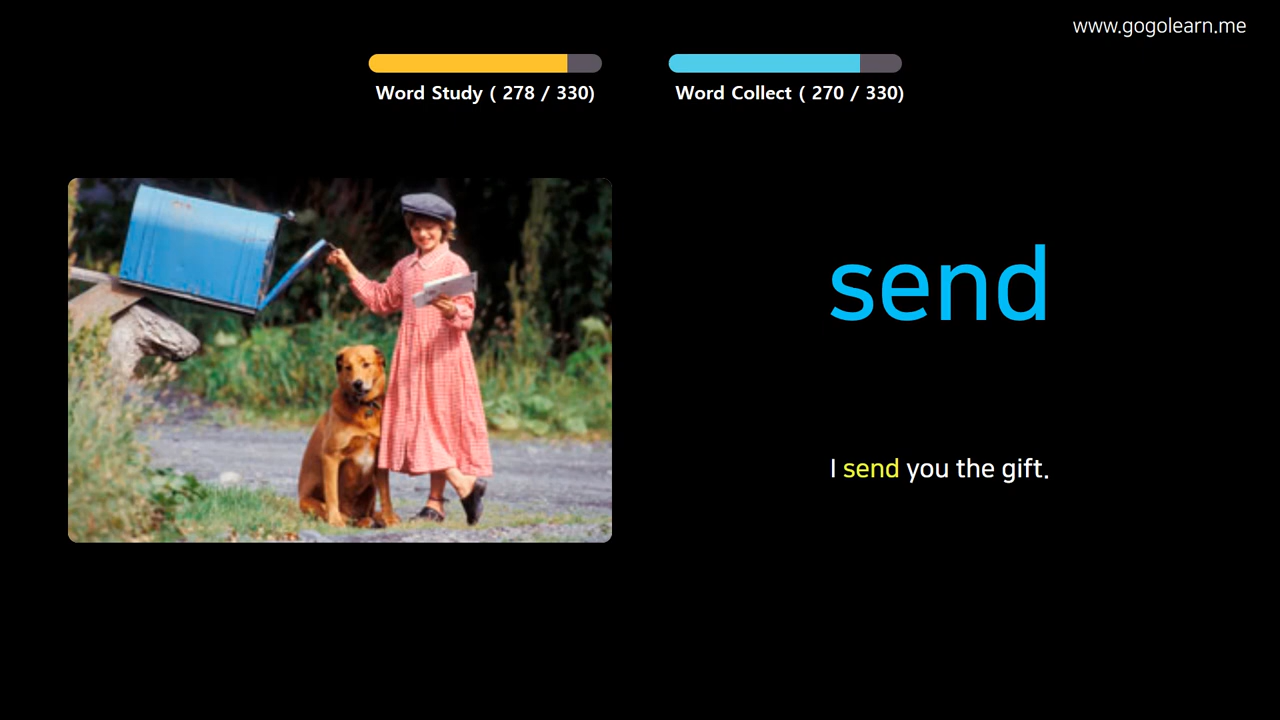 www.gogolearn.me
Word Study ( 278 / 330)
Word Collect ( 270 / 330)
send
I send you the gift.